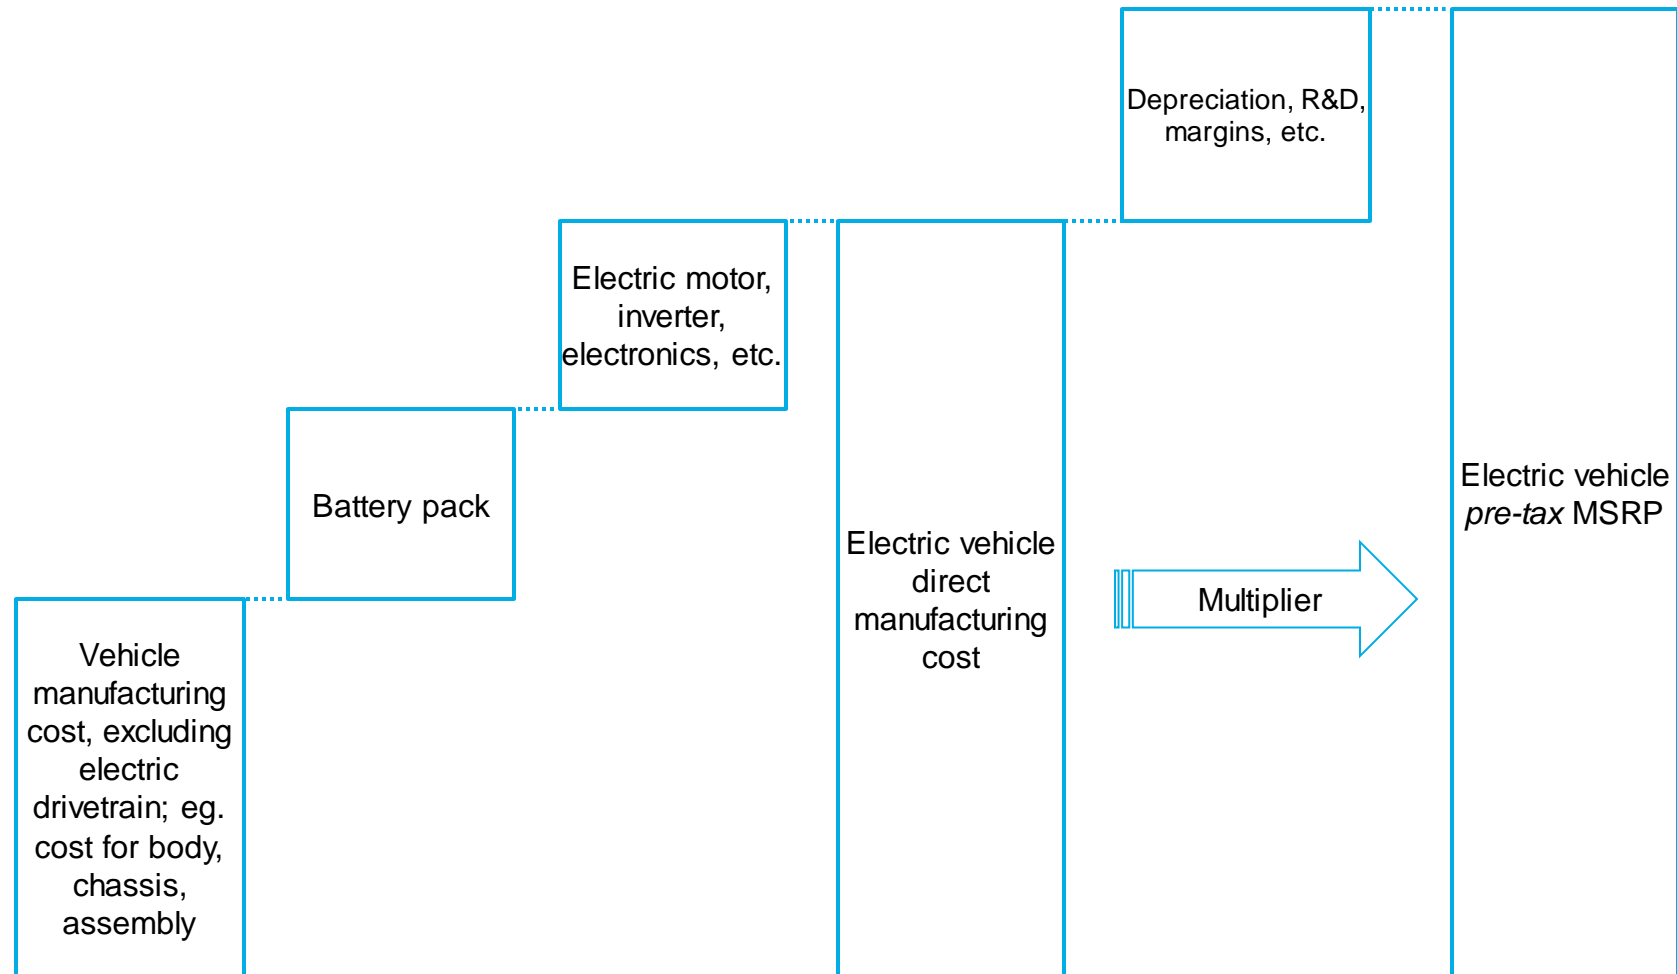 Depreciation, R&D,
margins, etc.
Electric motor,
inverter,
electronics, etc.
Battery pack
Vehicle
manufacturing
cost, excluding
electric
drivetrain; eg.
cost for body,
chassis,
assembly
Electric vehicle
direct
manufacturing
cost
Multiplier
Electric vehicle
pre-tax MSRP